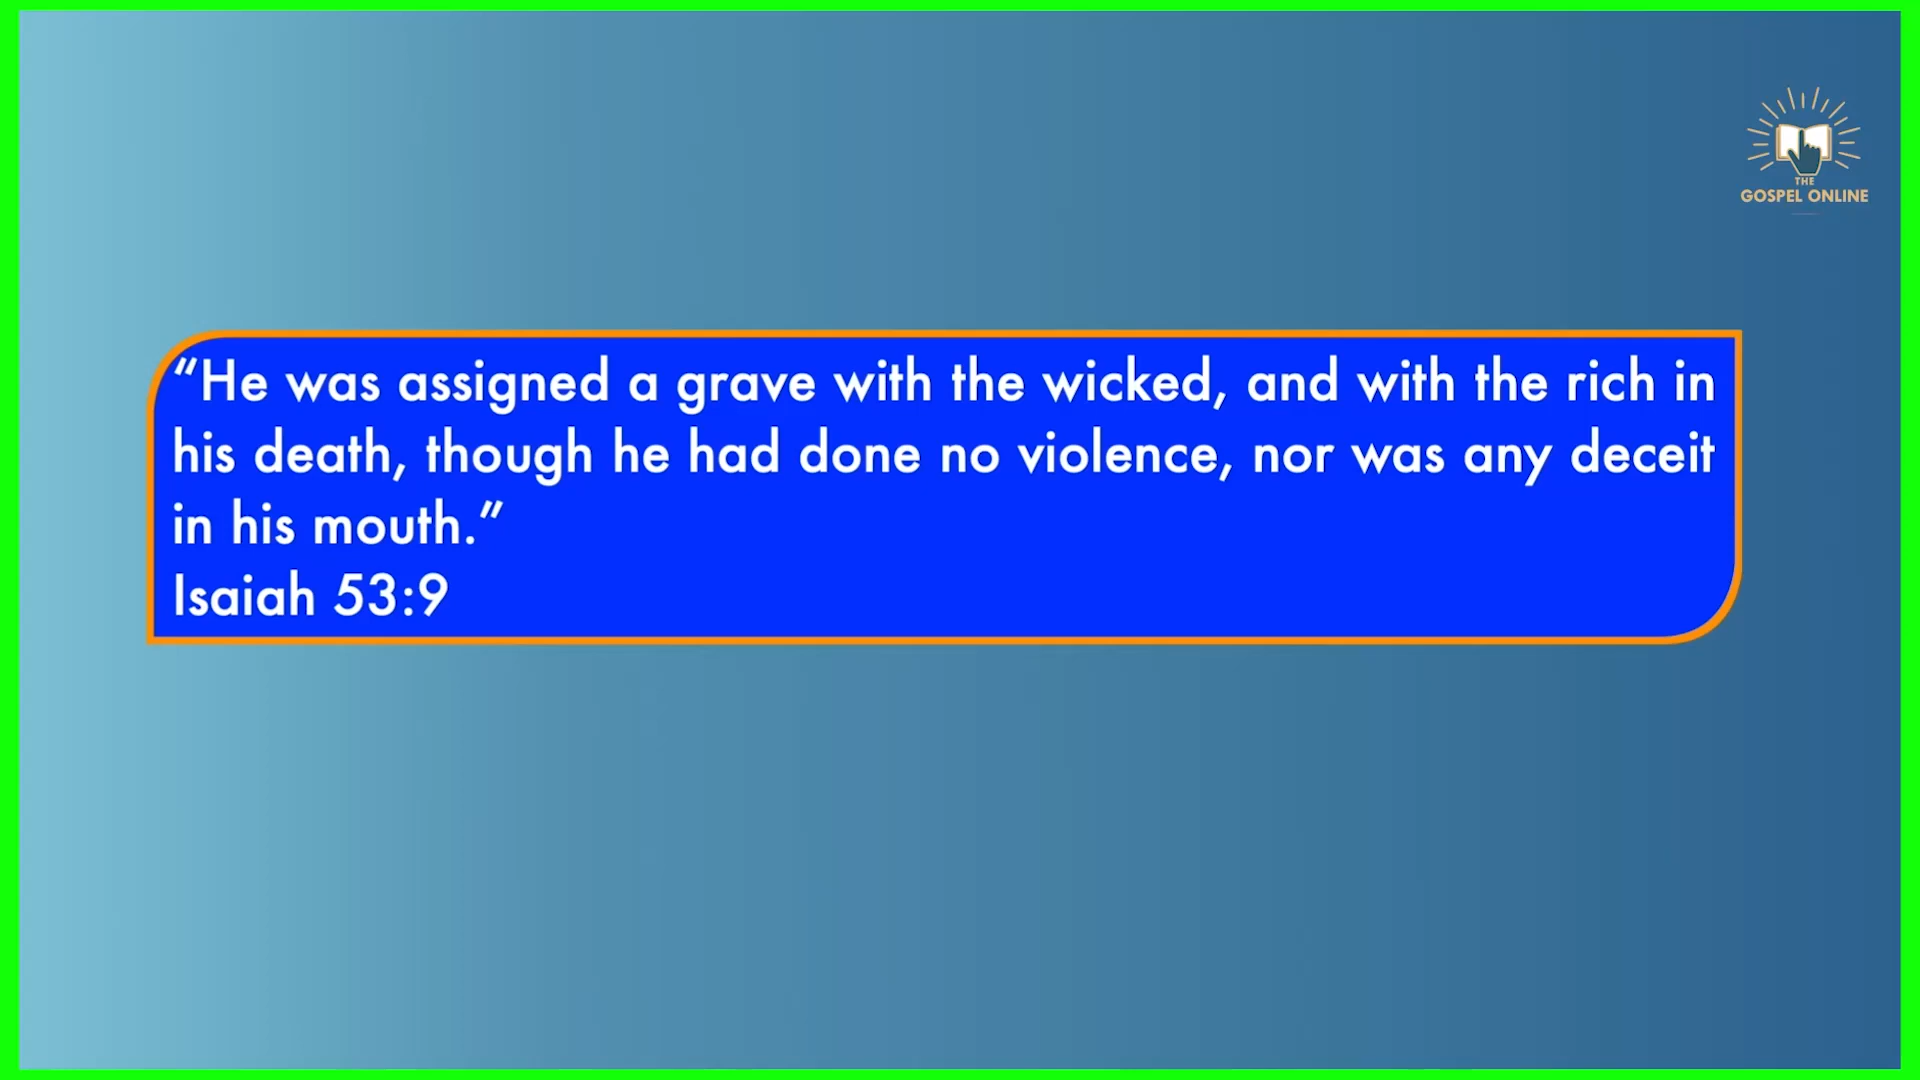 THE
GOSPEL ONLINE
“He was assigned a grave with the wicked, and with the rich in
his death, though he had done no violence, nor was any deceit
in his mouth.”
Isaiah 53:9